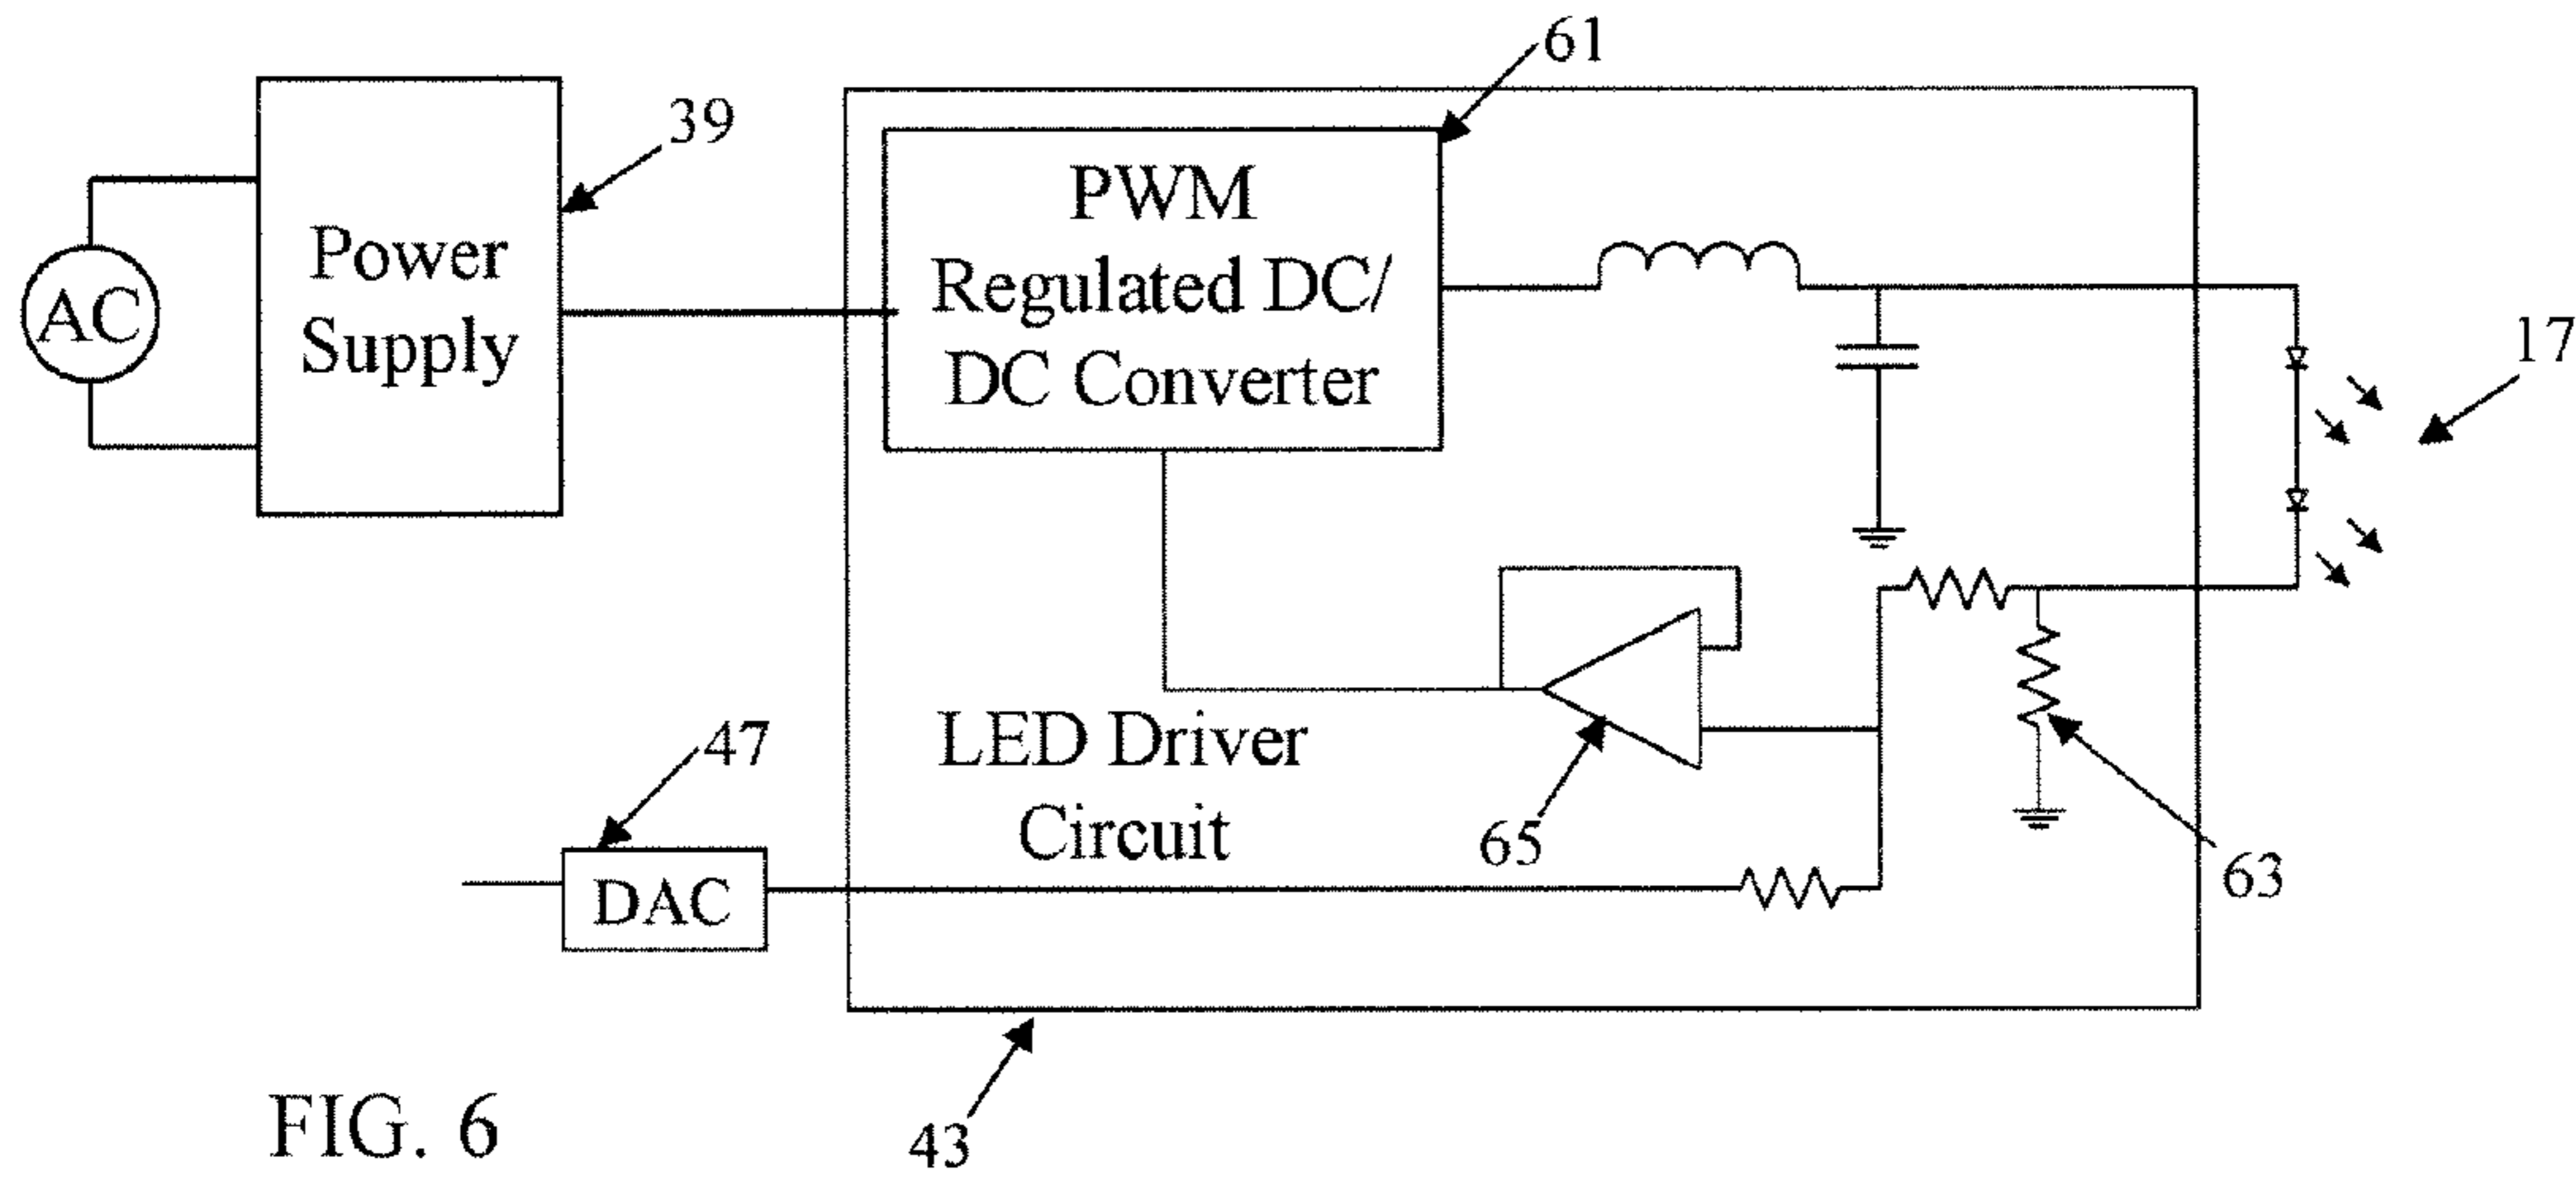 61
39
PWM
Regulated DC/
DC Converter
Power
Supply
AC
17
LED Driver
Circuit
47
65
63
DAC
43
FIG. 6